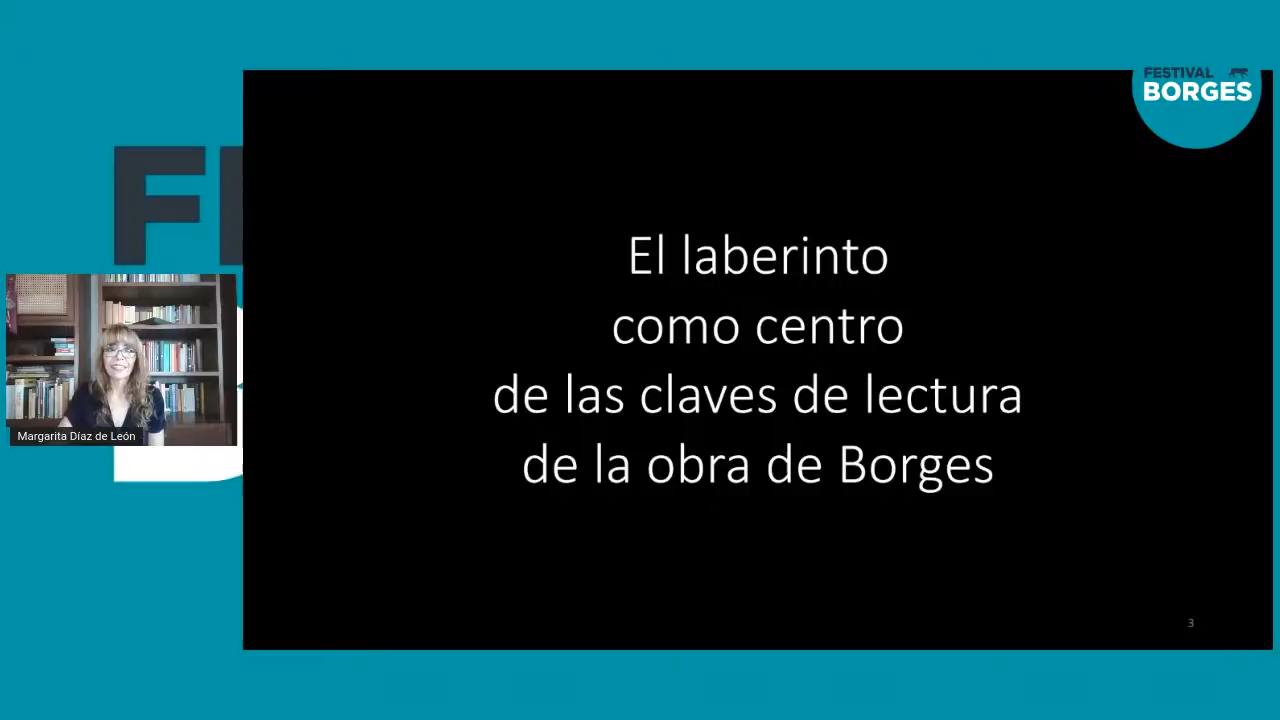 FESTIVAL
BORGES
El laberinto
como centro
de las claves de lectura
de la obra de Borges
Margarita Díaz de León
3